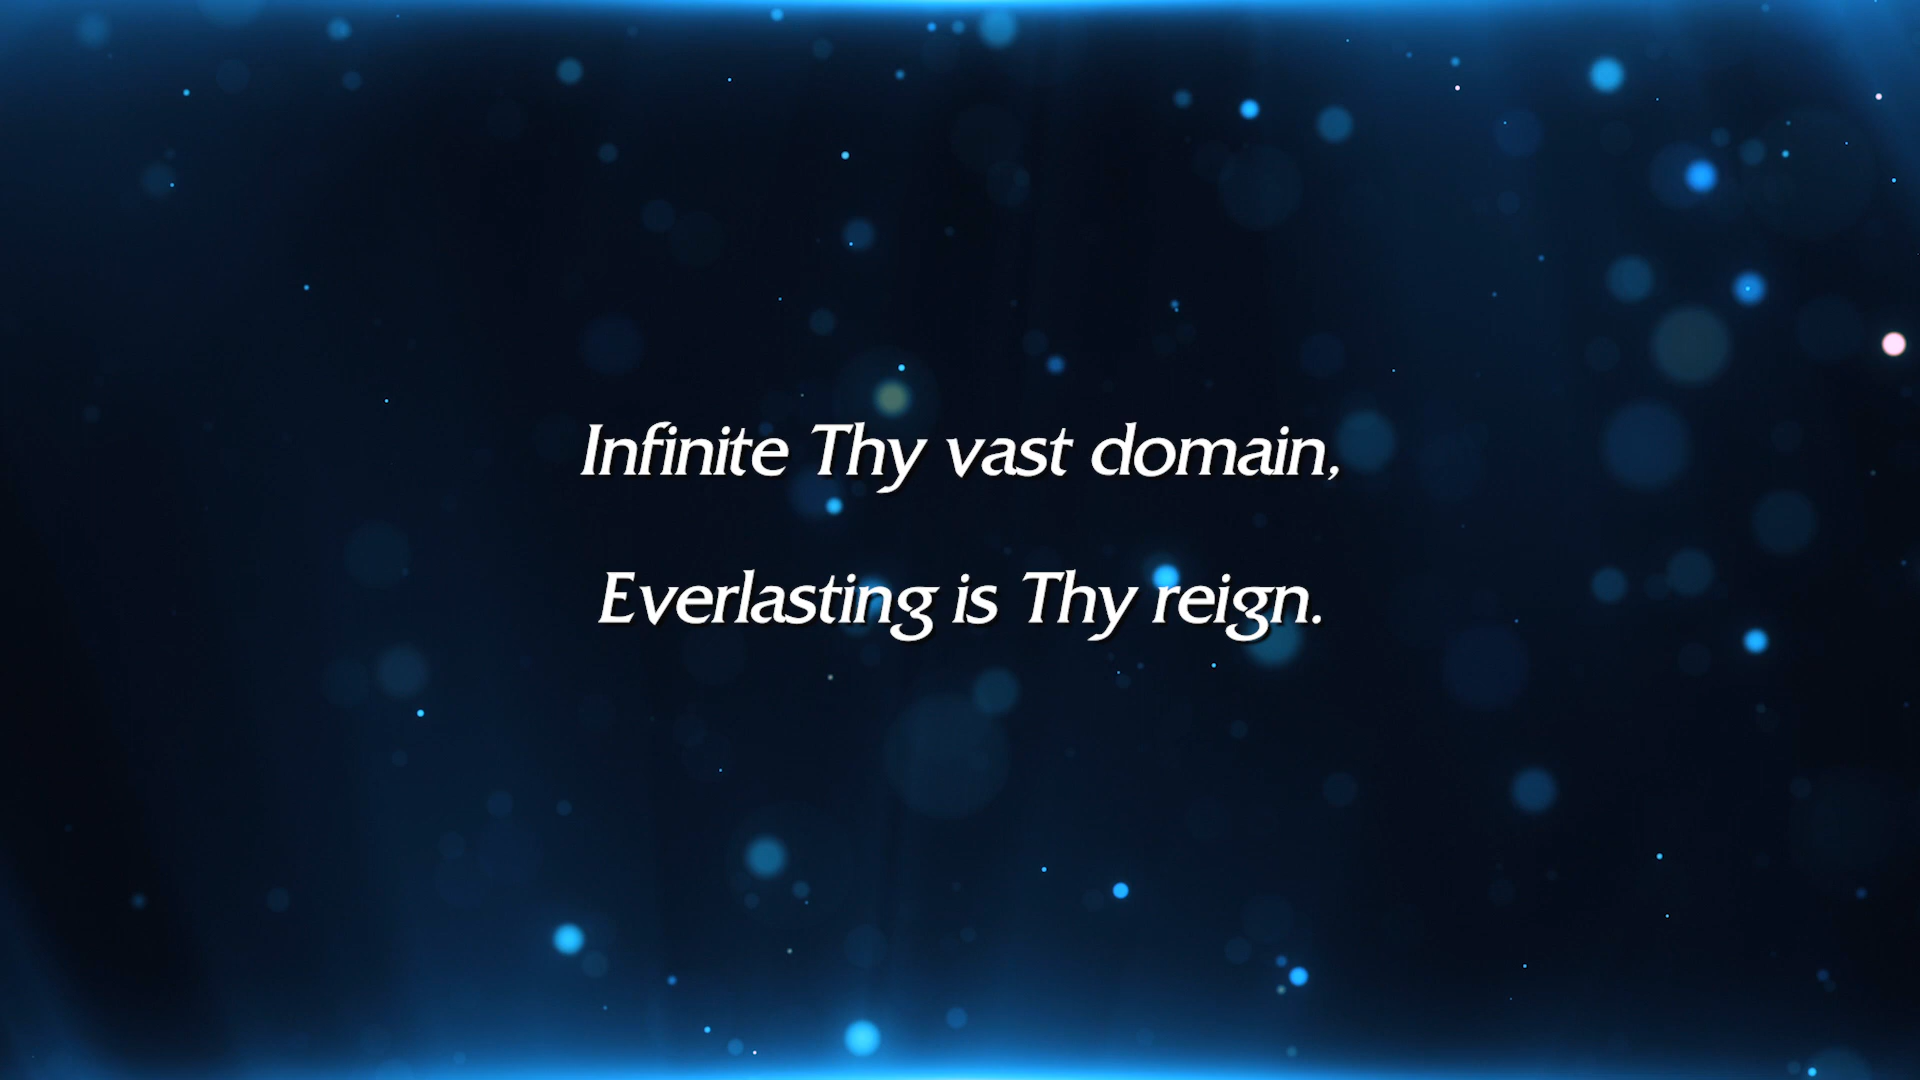 Infinite Thy vast domain,
Everlasting is Thy reign.